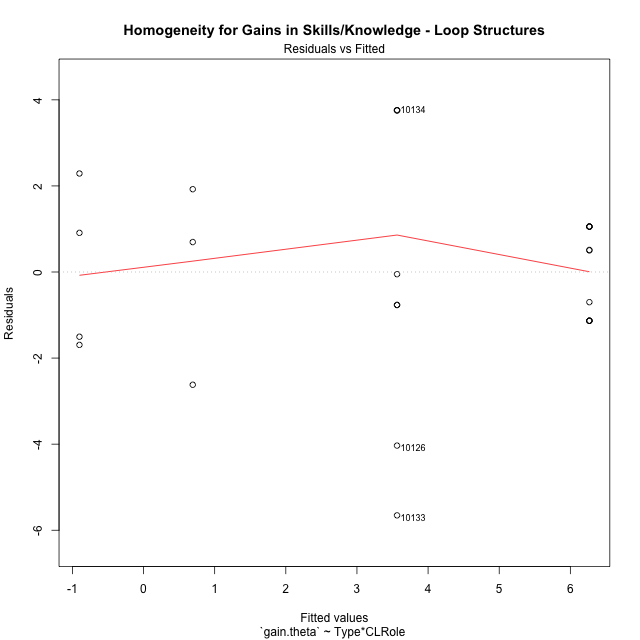 Homogeneity for Gains in Skills/Knowledge - Loop Structures
Residuals vs Fitted
4
2
0
-2
-4
-6
Residuals
10134
10126
10133
-1 0 1 2 3 4 5 6
Fitted values
`gain.theta` ~ Type*CLRole